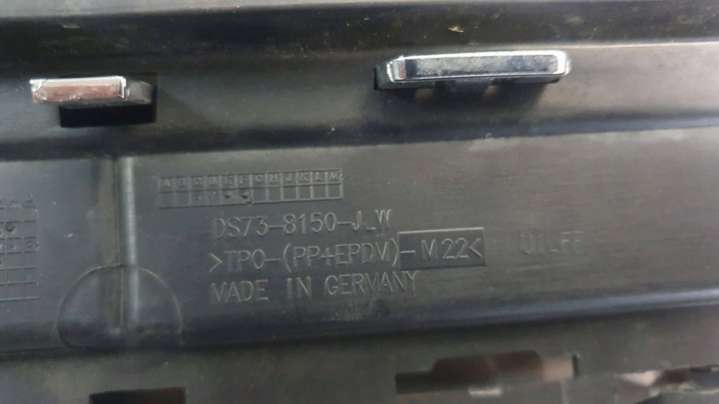 DS73-8150-J_W
>TPO-(PP+EPDM)-M22<
MADE IN GERMANY